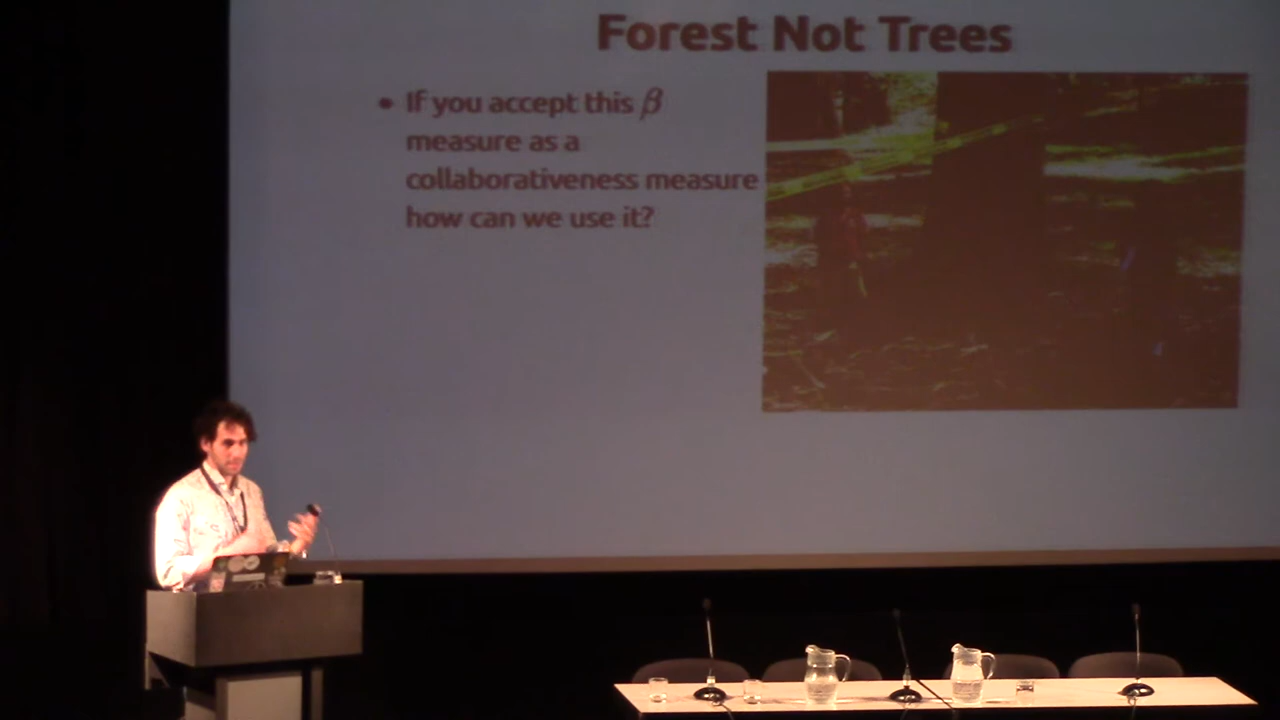 Forest Not Trees
• If you accept this β
measure as a
collaborativeness measure
how can we use it?